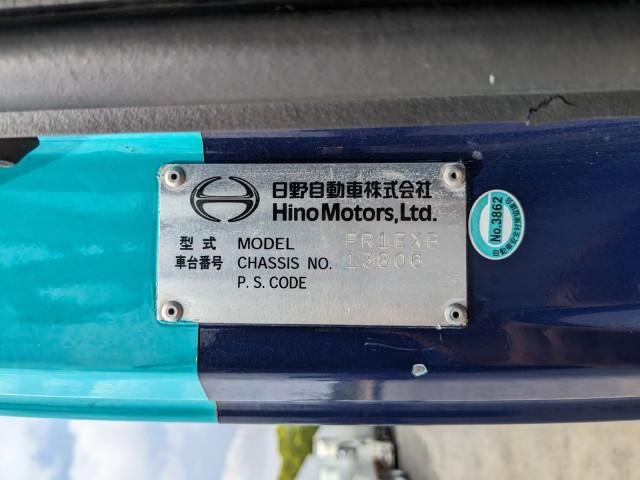 日野自動車株式会社
Hino Motors, Ltd.
型式 MODEL FR1EXE
車台番号 CHASSIS NO. 13806
P.S.CODE
No.3862